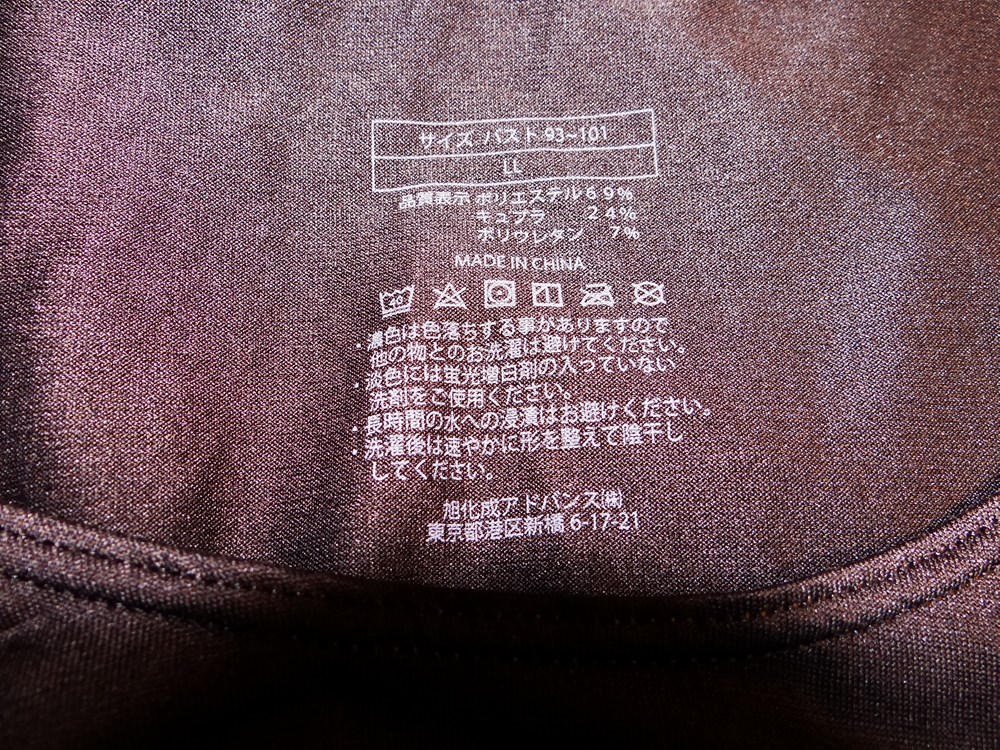 サイズ バスト 93~101
LL
品質表示 ポリエステル 69%
キュプラ 24%
ポリウレタン 7%
MADE IN CHINA
40
・濃色は色落ちする事がありますので
他の物とのお洗濯は避けてください。
・淡色には蛍光増白剤の入っていない
洗剤をご使用ください。
・長時間の水への浸漬はお避けください。
・洗濯後は速やかに形を整えて陰干し
してください。
旭化成アドバンス㈱
東京都港区新橋 6-17-21